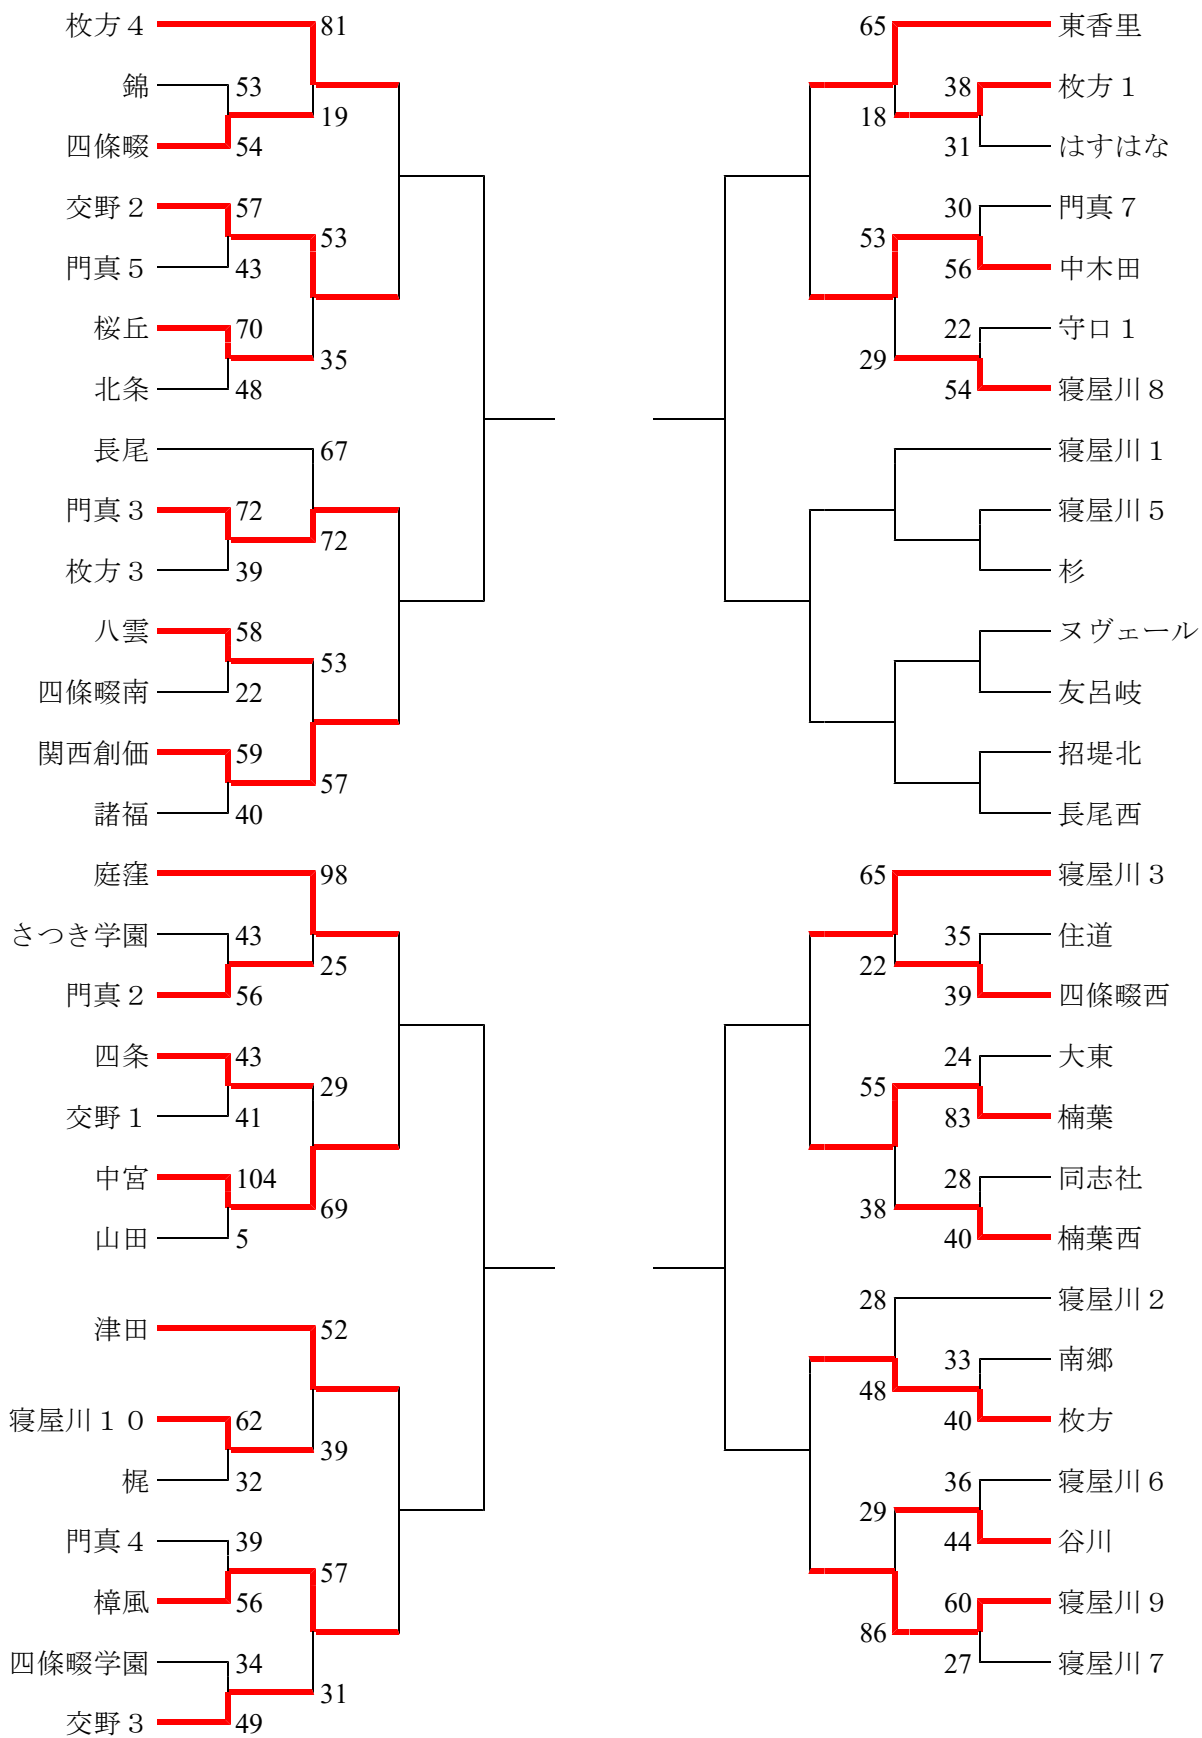 枚方４ 81 65 東香里
錦 53 38 枚方１
19 18
四條畷 54 31 はすはな
交野２ 57 30 門真７
53 53
門真５ 43 56 中木田
桜丘 70 22 守口１
35 29
北条 48 54 寝屋川８
長尾 67 寝屋川１
門真３ 72 寝屋川５
72
枚方３ 39 杉
八雲 58 ヌヴェール
53
四條畷南 22 友呂岐
関西創価 59 招堤北
57
諸福 40 長尾西
庭窪 98 65 寝屋川３
さつき学園 43 35 住道
25 22
門真２ 56 39 四條畷西
四条 43 24 大東
29 55
交野１ 41 83 楠葉
中宮 104 28 同志社
69 38
山田 5 40 楠葉西
28 寝屋川２
津田 52
33 南郷
48
寝屋川１０ 62 40 枚方
39
梶 32 36 寝屋川６
29
門真４ 39 44 谷川
57
樟風 56 60 寝屋川９
86
四條畷学園 34 27 寝屋川７
31
交野３ 49